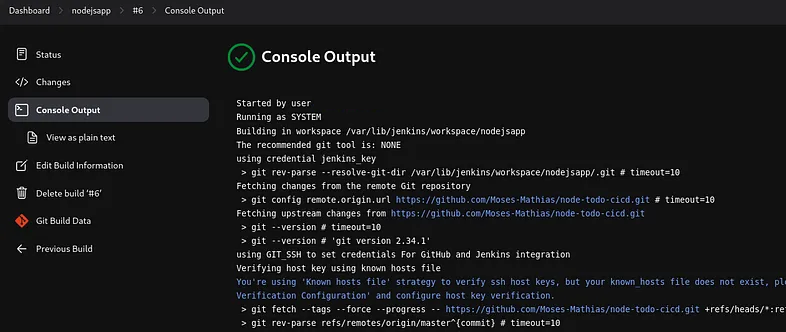 Dashboard > nodejsapp > #6 > Console Output
Status
Changes
Console Output
View as plain text
Edit Build Information
Delete build ‘#6’
Git Build Data
Previous Build
Console Output
Started by user
Running as SYSTEM
Building in workspace /var/lib/jenkins/workspace/nodejsapp
The recommended git tool is: NONE
using credential jenkins_key
> git rev-parse --resolve-git-dir /var/lib/jenkins/workspace/nodejsapp/.git # timeout=10
Fetching changes from the remote Git repository
> git config remote.origin.url https://github.com/Moses-Mathias/node-todo-cicd.git # timeout=10
Fetching upstream changes from https://github.com/Moses-Mathias/node-todo-cicd.git
> git --version # timeout=10
> git --version # 'git version 2.34.1'
using GIT_SSH to set credentials For GitHub and Jenkins integration
Verifying host key using known hosts file
You're using 'Known hosts file' strategy to verify ssh host keys, but your known_hosts file does not exist, ple
Verification Configuration' and configure host key verification.
> git fetch --tags --force --progress -- https://github.com/Moses-Mathias/node-todo-cicd.git +refs/heads/*:ref
> git rev-parse refs/remotes/origin/master^{commit} # timeout=10